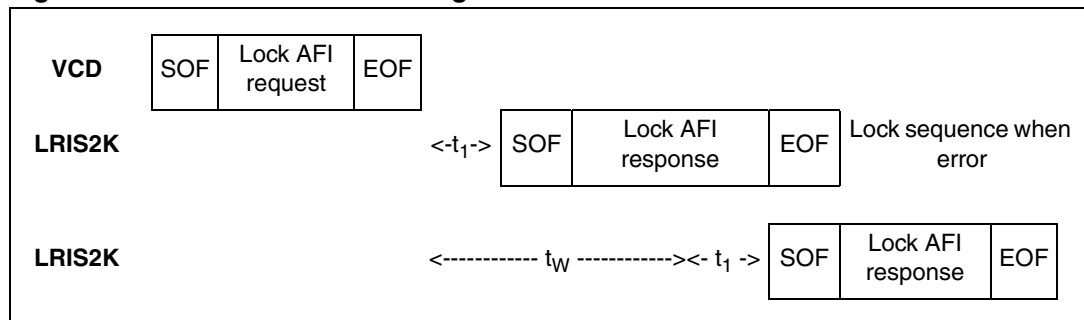 VCD SOF Lock AFI request EOF
LRIS2K <-t₁-> SOF Lock AFI response EOF Lock sequence when error
LRIS2K <------------ t_W ------------><- t₁ -> SOF Lock AFI response EOF